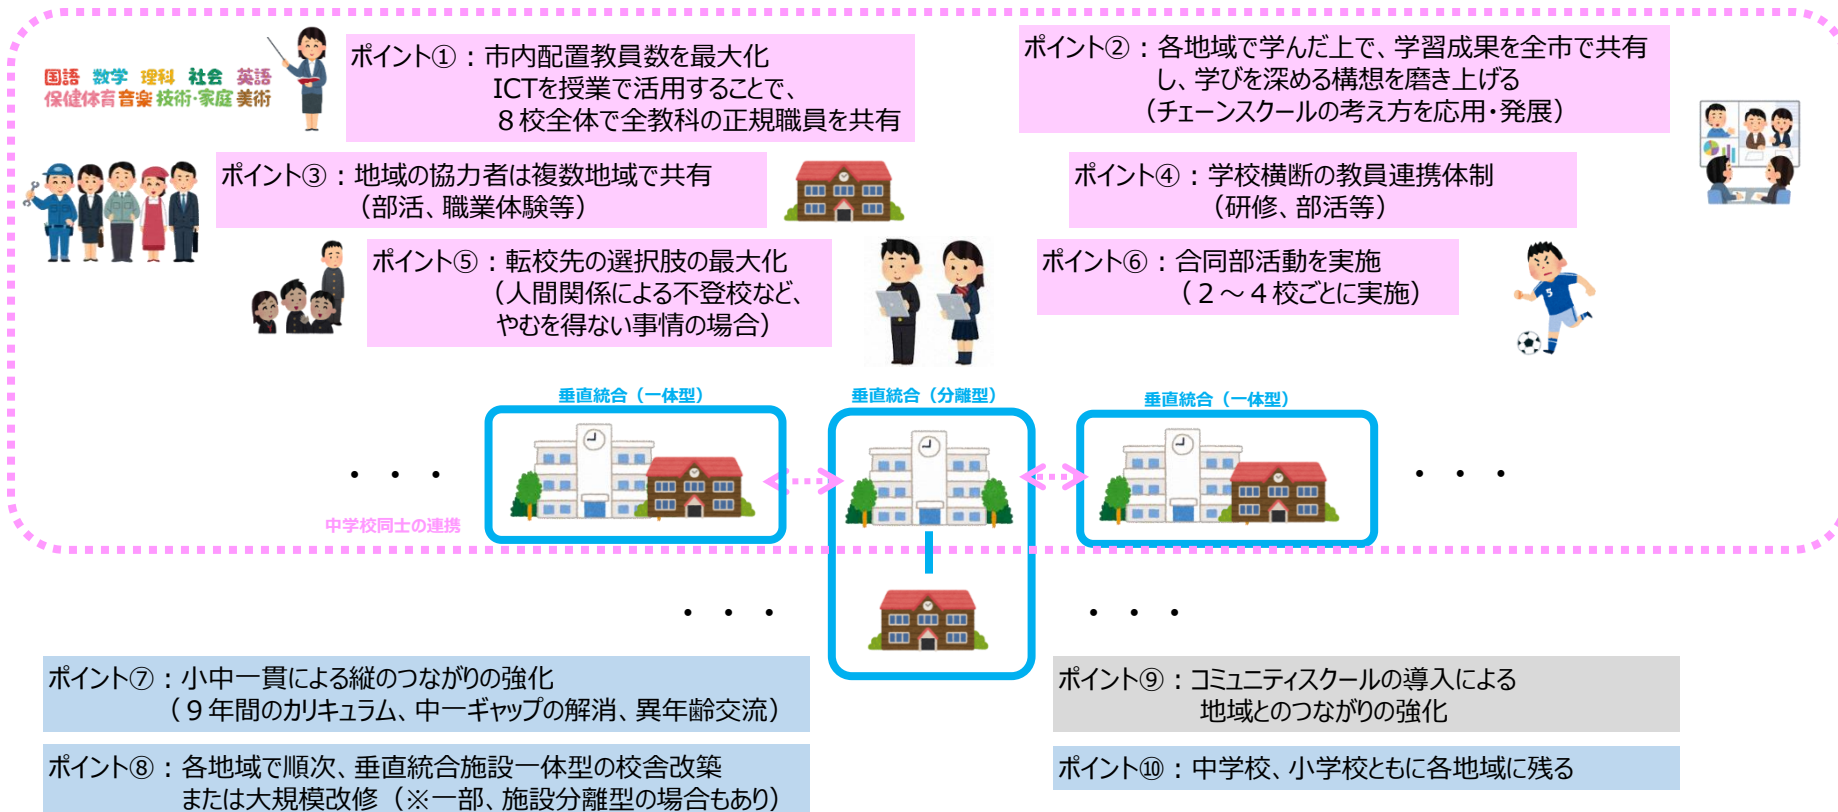 国語 数学 理科 社会 英語
保健体育 音楽 技術・家庭 美術
ポイント①：市内配置教員数を最大化
ICTを授業で活用することで、
８校全体で全教科の正規職員を共有
ポイント②：各地域で学んだ上で、学習成果を全市で共有
し、学びを深める構想を磨き上げる
（チェーンスクールの考え方を応用・発展）
ポイント③：地域の協力者は複数地域で共有
（部活、職業体験等）
ポイント④：学校横断の教員連携体制
（研修、部活等）
ポイント⑤：転校先の選択肢の最大化
（人間関係による不登校など、
やむを得ない事情の場合）
ポイント⑥：合同部活動を実施
（２～４校ごとに実施）
5
垂直統合（一体型）
垂直統合（分離型）
垂直統合（一体型）
・・・
・・・
中学校同士の連携
・・・
・・・
ポイント⑦：小中一貫による縦のつながりの強化
（９年間のカリキュラム、中一ギャップの解消、異年齢交流）
ポイント⑧：各地域で順次、垂直統合施設一体型の校舎改築
または大規模改修（※一部、施設分離型の場合もあり）
ポイント⑨：コミュニティスクールの導入による
地域とのつながりの強化
ポイント⑩：中学校、小学校ともに各地域に残る